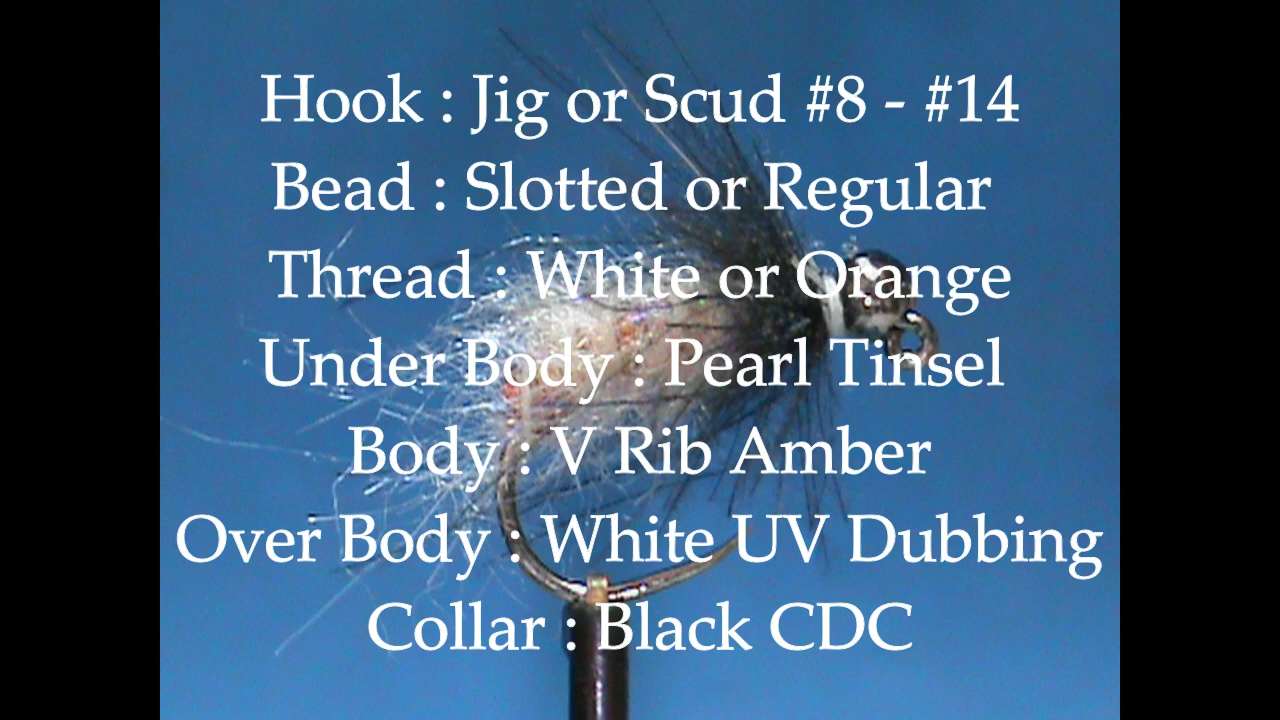 Hook : Jig or Scud #8 - #14
Bead : Slotted or Regular
Thread : White or Orange
Under Body : Pearl Tinsel
Body : V Rib Amber
Over Body : White UV Dubbing
Collar : Black CDC